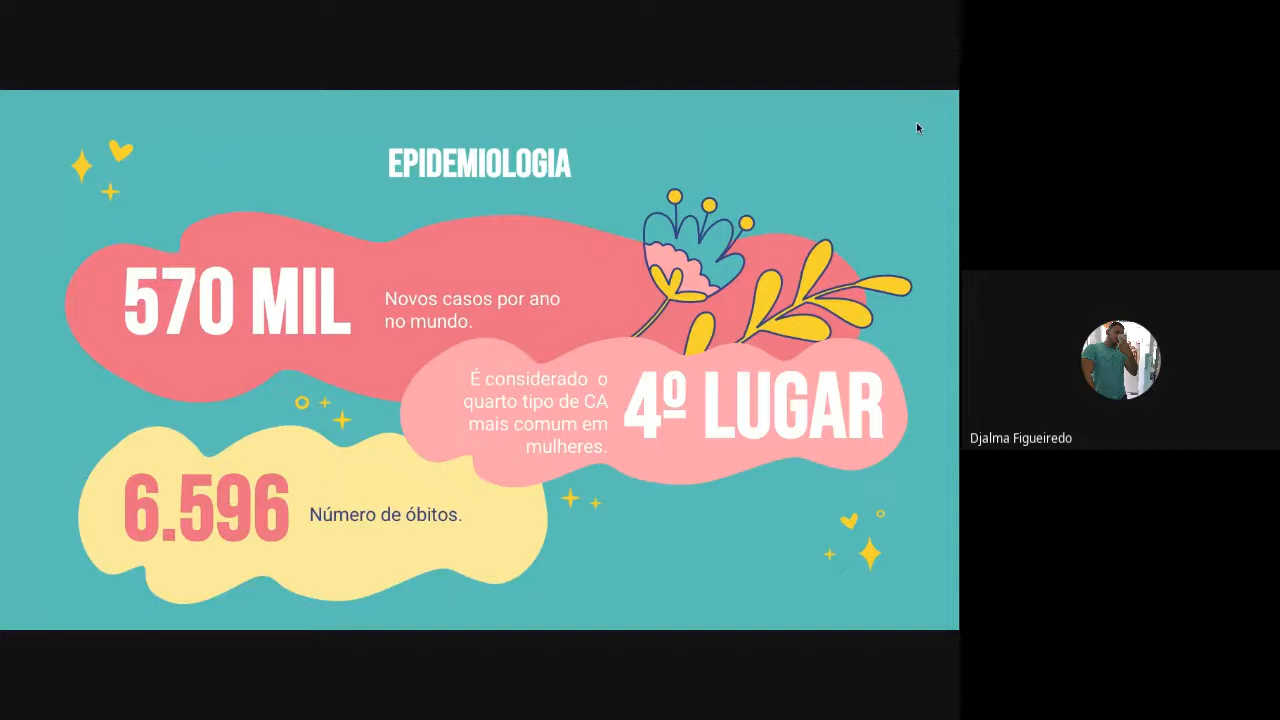 EPIDEMIOLOGIA
570 MIL
Novos casos por ano
no mundo.
É considerado o
quarto tipo de CA
mais comum em
mulheres.
4º LUGAR
6.596
Número de óbitos.
Djalma Figueiredo